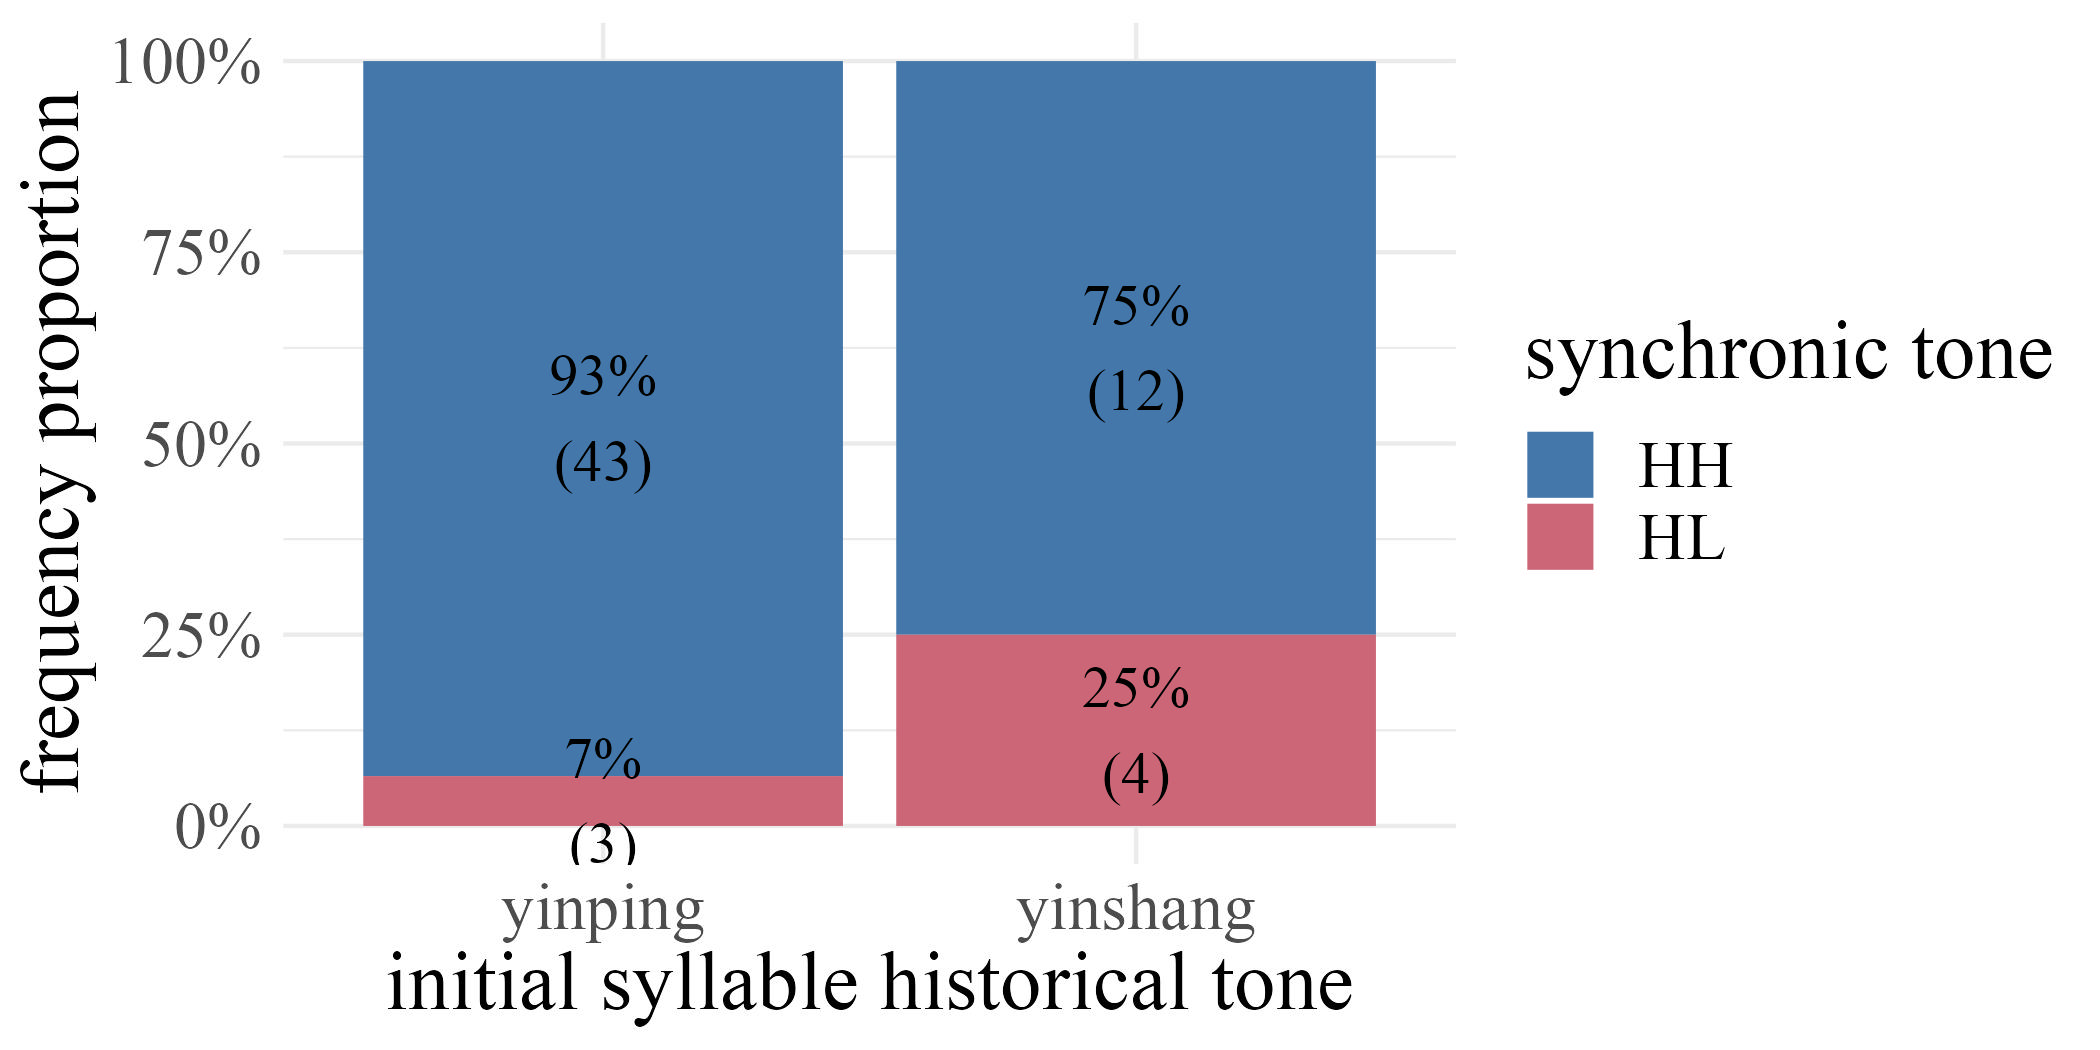 frequency proportion
100%
75%
50%
25%
0%
93%
(43)
7%
(3)
75%
(12)
25%
(4)
yinping
yinshang
initial syllable historical tone
synchronic tone
HH
HL